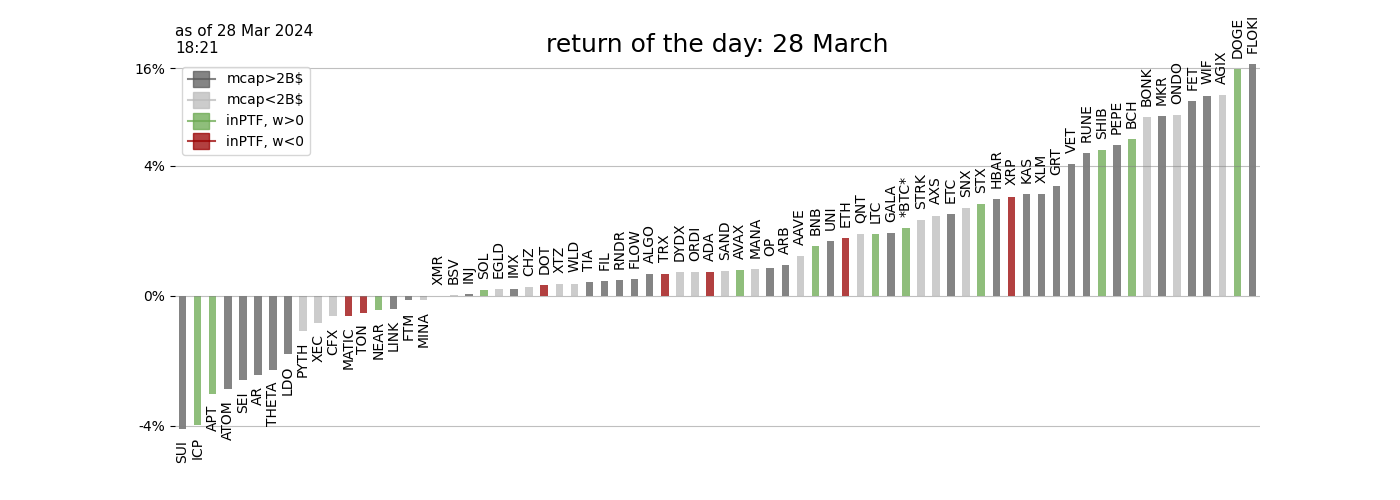 as of 28 Mar 2024
18:21
return of the day: 28 March
mcap>2B$
mcap<2B$
inPTF, w>0
inPTF, w<0
16%
4%
0%
-4%
SUI
ICP
APT
ATOM
SEI
AR
THETA
LDO
PYTH
XEC
CFX
MATIC
TON
NEAR
LINK
FTM
MINA
XMR
BSV
INJ
SOL
EGLD
IMX
CHZ
DOT
XTZ
WLD
TIA
FIL
RNDR
FLOW
ALGO
TRX
DYDX
ORDI
ADA
SAND
AVAX
MANA
OP
ARB
AAVE
BNB
UNI
ETH
QNT
LTC
GALA
*BTC*
STRK
AXS
ETC
SNX
STX
HBAR
XRP
KAS
XLM
GRT
VET
RUNE
SHIB
PEPE
BCH
BONK
MKR
ONDO
FET
WIF
AGIX
DOGE
FLOKI